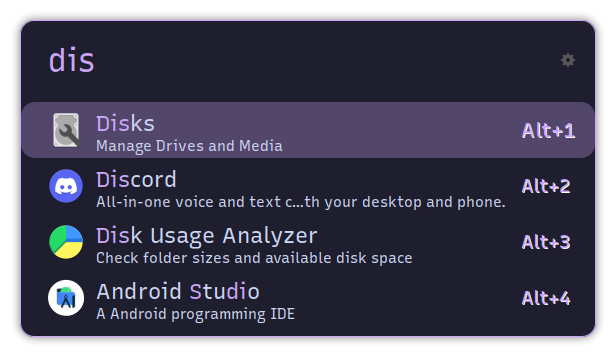 dis
Disks
Alt+1
Manage Drives and Media
Discord
Alt+2
All-in-one voice and text c...th your desktop and phone.
Disk Usage Analyzer
Alt+3
Check folder sizes and available disk space
Android Studio
Alt+4
A Android programming IDE